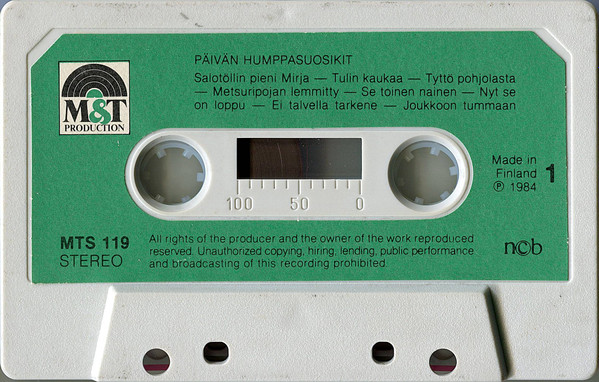 PÄIVÄN HUMPPASUOSIKIT
Salotöllin pieni Mirja — Tulin kaukaa — Tyttö pohjolasta
— Metsuripojan lemmitty — Se toinen nainen — Nyt se
on loppu — Ei talvella tarkene — Joukkoon tummaan
M&T
PRODUCTION
100 50 0
Made in
Finland
℗ 1984
1
MTS 119
STEREO
All rights of the producer and the owner of the work reproduced
reserved. Unauthorized copying, hiring, lending, public performance
and broadcasting of this recording prohibited.
ncb